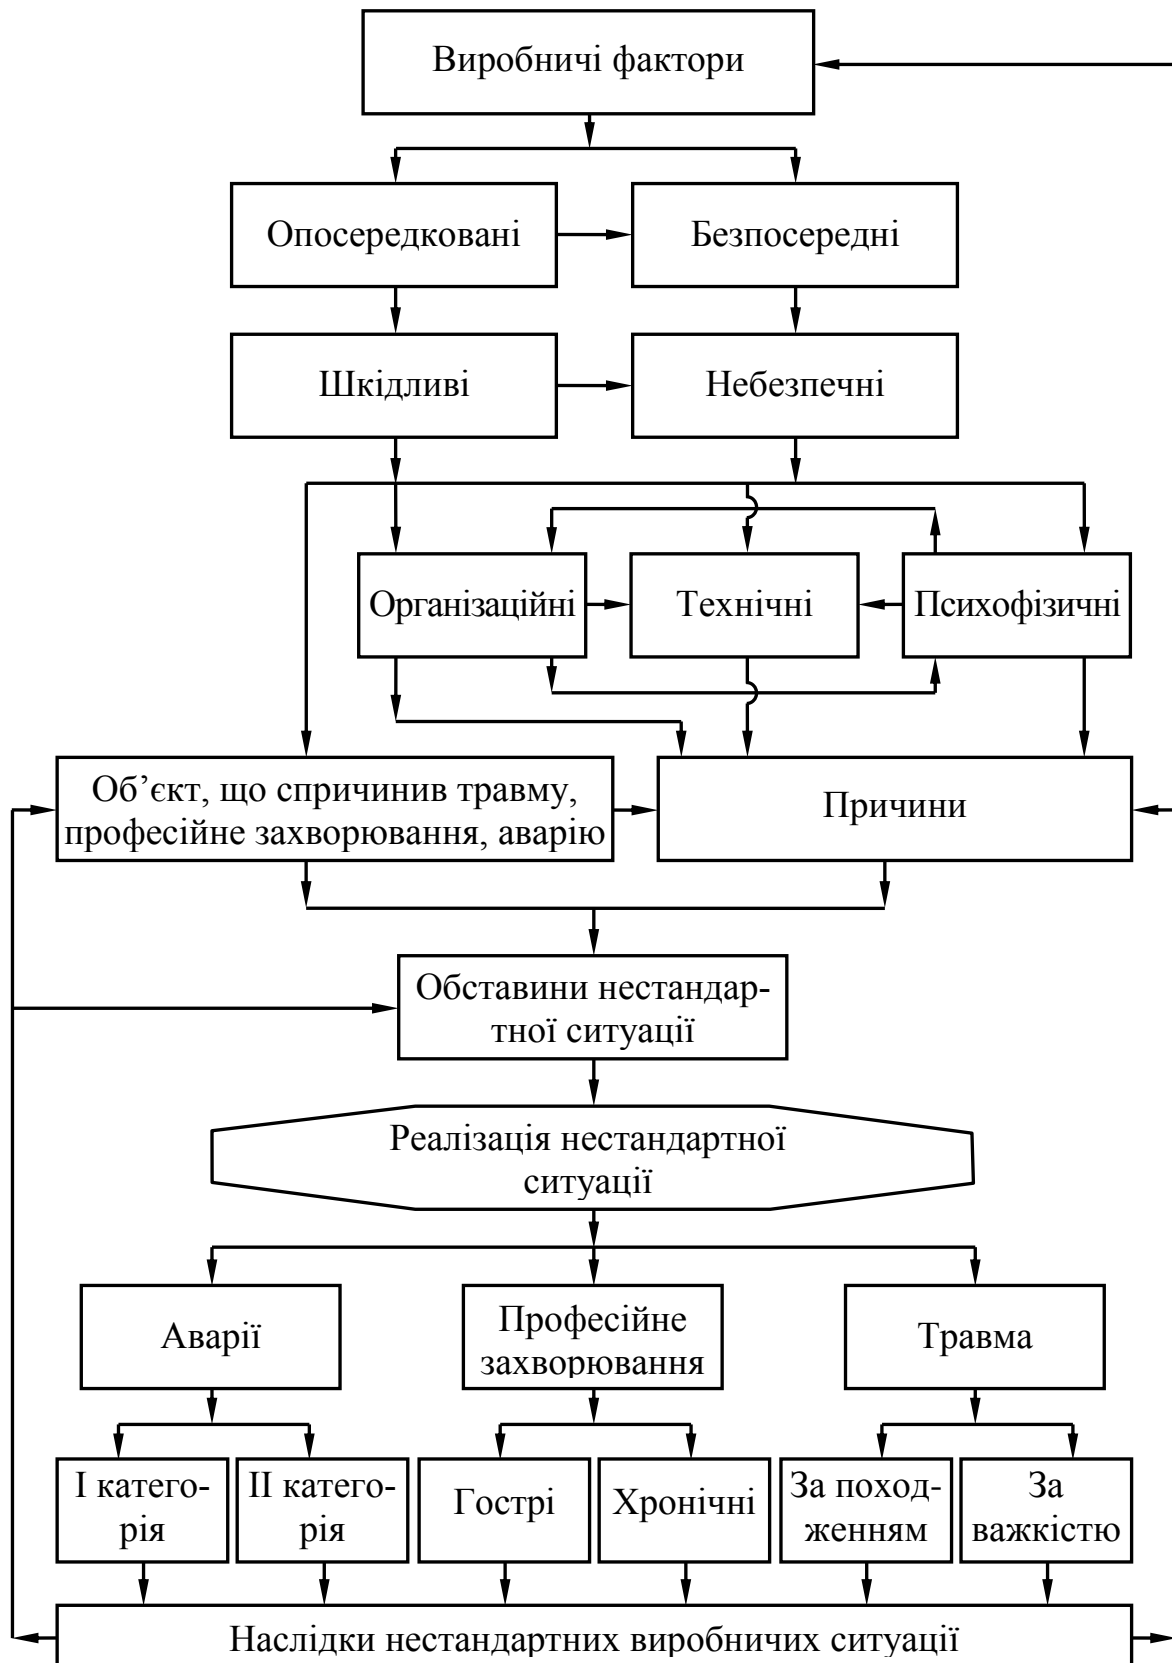 Виробничі фактори
Опосередковані
Безпосередні
Шкідливі
Небезпечні
Організаційні
Технічні
Психофізичні
Об’єкт, що спричинив травму,
професійне захворювання, аварію
Причини
Обставини нестандар-
тної ситуації
Реалізація нестандартної
ситуації
Аварії
Професійне
захворювання
Травма
I катего-
рія
II катего-
рія
Гострі
Хронічні
За поход-
женням
За
важкістю
Наслідки нестандартних виробничих ситуації